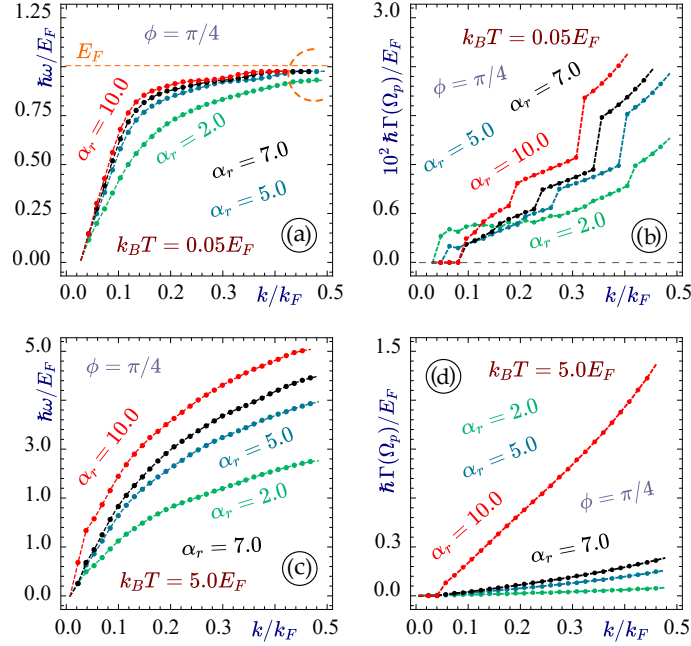 (a)
ϕ = π/4
E_F
α_r = 10.0
α_r = 2.0
α_r = 7.0
α_r = 5.0
k_BT = 0.05E_F
ħω/E_F
1.25
0.75
0.50
0.25
0.00
0.0 0.1 0.2 0.3 0.4 0.5
k/k_F
(b)
k_BT = 0.05E_F
ϕ = π/4
α_r = 7.0
α_r = 5.0
α_r = 10.0
α_r = 2.0
10² ħΓ(Ω_p)/E_F
3.0
0.6
0.0
0.0 0.1 0.2 0.3 0.4 0.5
k/k_F
(c)
ϕ = π/4
α_r = 10.0
α_r = 5.0
α_r = 2.0
α_r = 7.0
k_BT = 5.0E_F
ħω/E_F
5.0
3.0
1.0
1.0
0.0
0.0 0.1 0.2 0.3 0.4 0.5
k/k_F
(d)
k_BT = 5.0E_F
α_r = 2.0
α_r = 5.0
α_r = 10.0
ϕ = π/4
α_r = 7.0
ħΓ(Ω_p)/E_F
1.5
0.3
0.0
0.0 0.1 0.2 0.3 0.4 0.5
k/k_F